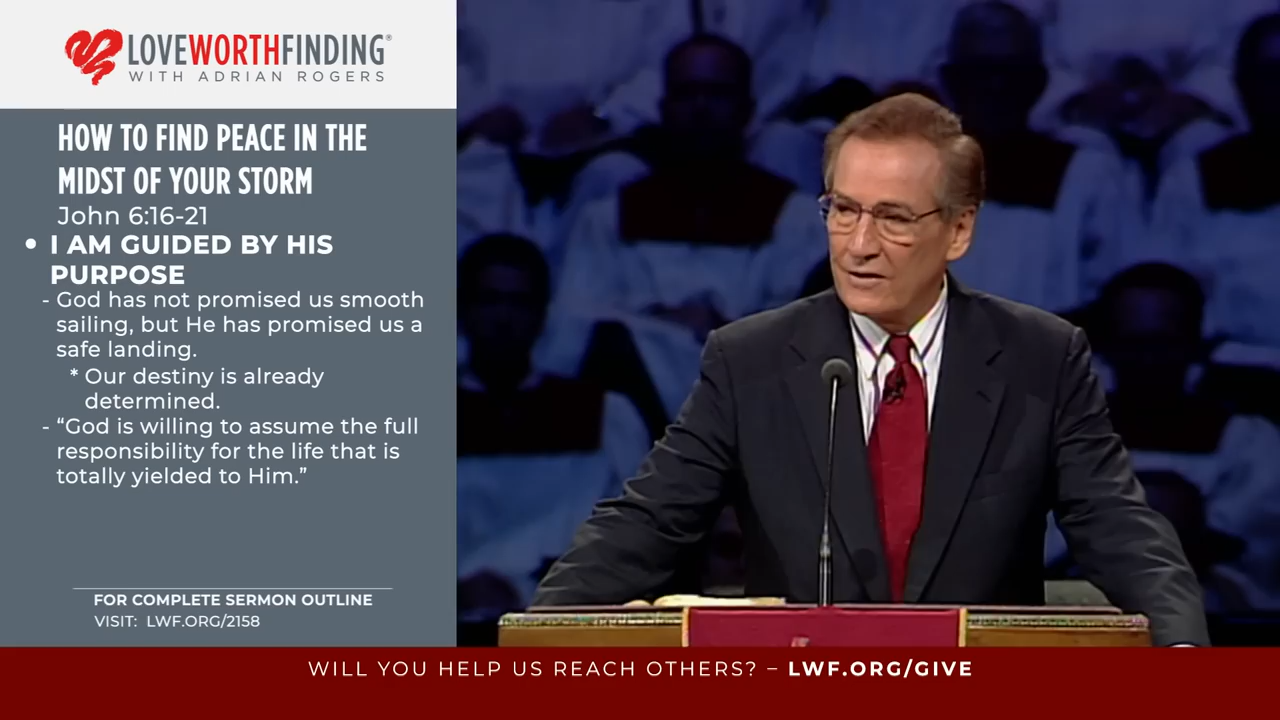 LOVEWORTHFINDING®
WITH ADRIAN ROGERS
HOW TO FIND PEACE IN THE
MIDST OF YOUR STORM
John 6:16-21
• I AM GUIDED BY HIS
PURPOSE
- God has not promised us smooth
sailing, but He has promised us a
safe landing.
* Our destiny is already
determined.
- “God is willing to assume the full
responsibility for the life that is
totally yielded to Him.”
FOR COMPLETE SERMON OUTLINE
VISIT: LWF.ORG/2158
WILL YOU HELP US REACH OTHERS? – LWF.ORG/GIVE